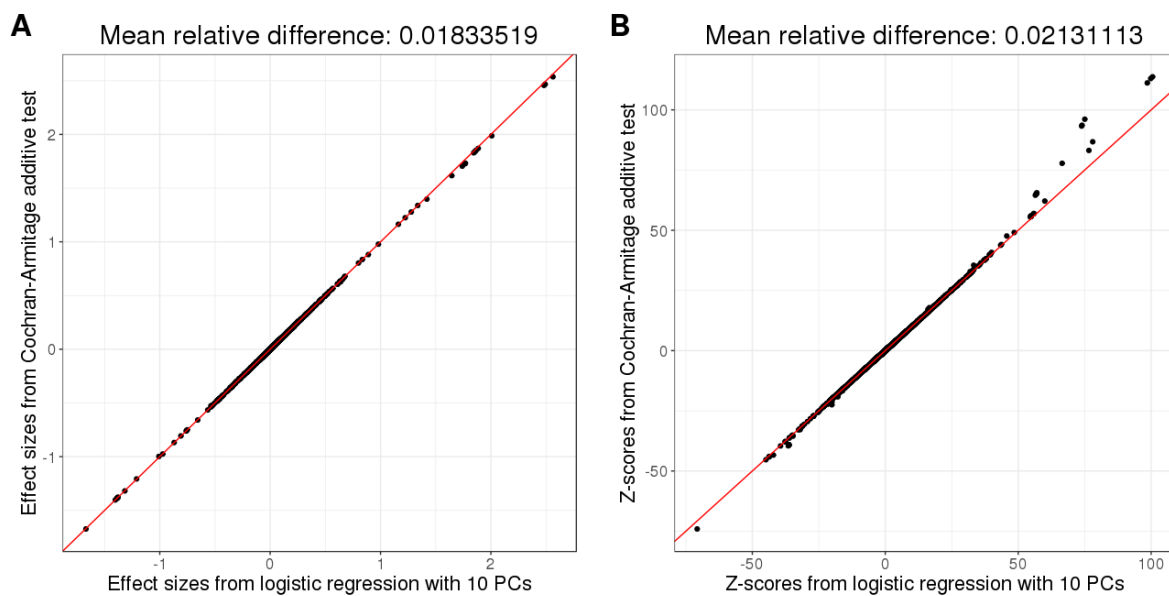 A
Mean relative difference: 0.01833519
Effect sizes from Cochran-Armitage additive test
2
1
0
-1
-1
0
1
2
Effect sizes from logistic regression with 10 PCs
B
Mean relative difference: 0.02131113
Z-scores from Cochran-Armitage additive test
100
50
0
-50
-50
0
50
100
Z-scores from logistic regression with 10 PCs